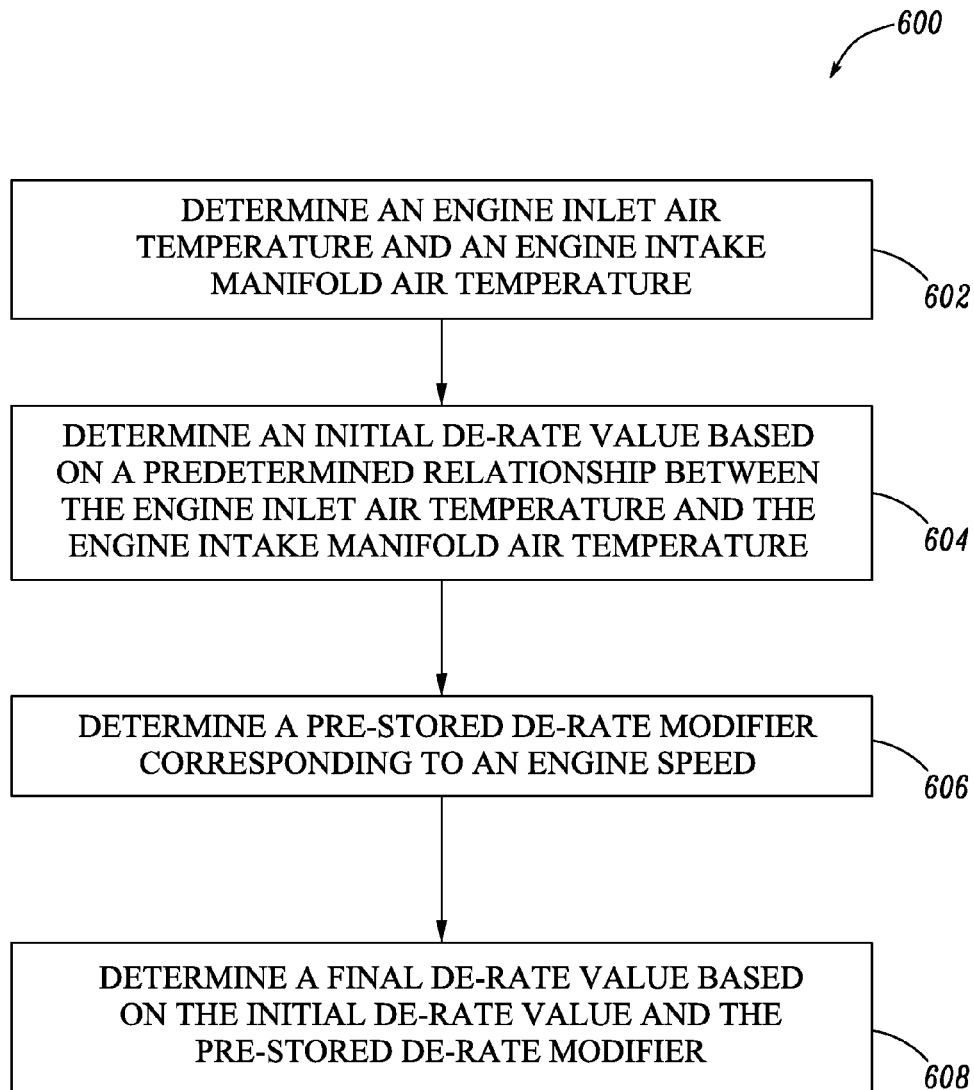 600
DETERMINE AN ENGINE INLET AIR
TEMPERATURE AND AN ENGINE INTAKE
MANIFOLD AIR TEMPERATURE
602
DETERMINE AN INITIAL DE-RATE VALUE BASED
ON A PREDETERMINED RELATIONSHIP BETWEEN
THE ENGINE INLET AIR TEMPERATURE AND THE
ENGINE INTAKE MANIFOLD AIR TEMPERATURE
604
DETERMINE A PRE-STORED DE-RATE MODIFIER
CORRESPONDING TO AN ENGINE SPEED
606
DETERMINE A FINAL DE-RATE VALUE BASED
ON THE INITIAL DE-RATE VALUE AND THE
PRE-STORED DE-RATE MODIFIER
608